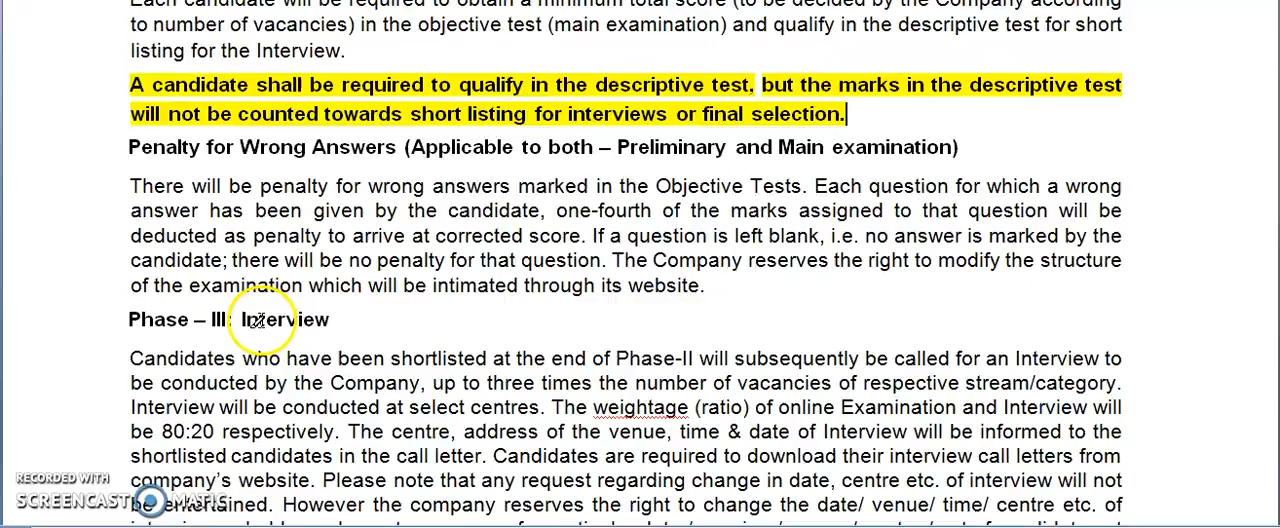 Each candidate will be required to obtain a minimum total score (to be decided by the Company according
to number of vacancies) in the objective test (main examination) and qualify in the descriptive test for short
listing for the Interview.
A candidate shall be required to qualify in the descriptive test, but the marks in the descriptive test
will not be counted towards short listing for interviews or final selection.
Penalty for Wrong Answers (Applicable to both – Preliminary and Main examination)
There will be penalty for wrong answers marked in the Objective Tests. Each question for which a wrong
answer has been given by the candidate, one-fourth of the marks assigned to that question will be
deducted as penalty to arrive at corrected score. If a question is left blank, i.e. no answer is marked by the
candidate; there will be no penalty for that question. The Company reserves the right to modify the structure
of the examination which will be intimated through its website.
Phase – III: Interview
Candidates who have been shortlisted at the end of Phase-II will subsequently be called for an Interview to
be conducted by the Company, up to three times the number of vacancies of respective stream/category.
Interview will be conducted at select centres. The weightage (ratio) of online Examination and Interview will
be 80:20 respectively. The centre, address of the venue, time & date of Interview will be informed to the
shortlisted candidates in the call letter. Candidates are required to download their interview call letters from
company's website. Please note that any request regarding change in date, centre etc. of interview will not
be entertained. However the company reserves the right to change the date/ venue/ time/ centre etc. of
RECORDED WITH
SCREENCAST MATIC